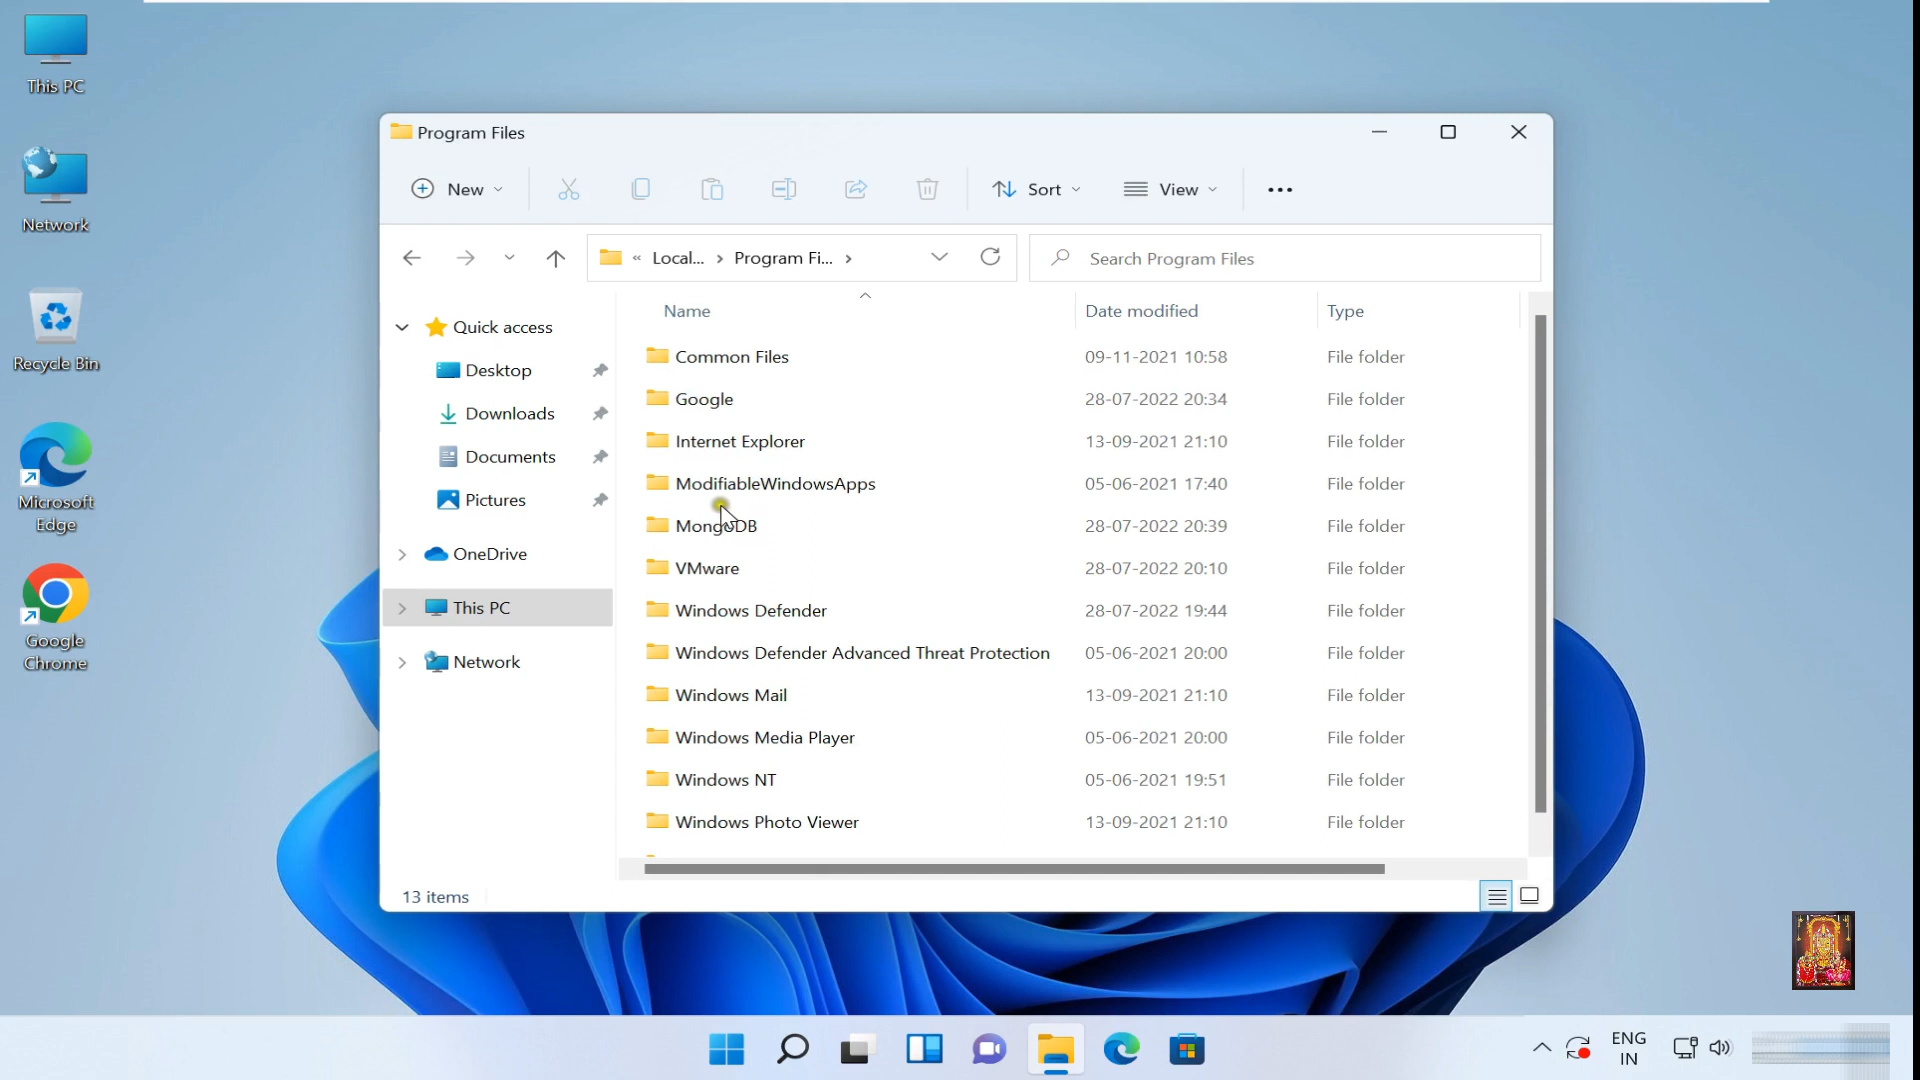 This PC
Network
Recycle Bin
Microsoft
Edge
Google
Chrome
Program Files
New
Sort
View
•••
« Local... › Program Fi... ›
Search Program Files
Quick access
Desktop
Downloads
Documents
Pictures
OneDrive
This PC
Network
Name Date modified Type
Common Files 09-11-2021 10:58 File folder
Google 28-07-2022 20:34 File folder
Internet Explorer 13-09-2021 21:10 File folder
ModifiableWindowsApps 05-06-2021 17:40 File folder
MongoDB 28-07-2022 20:39 File folder
VMware 28-07-2022 20:10 File folder
Windows Defender 28-07-2022 19:44 File folder
Windows Defender Advanced Threat Protection 05-06-2021 20:00 File folder
Windows Mail 13-09-2021 21:10 File folder
Windows Media Player 05-06-2021 20:00 File folder
Windows NT 05-06-2021 19:51 File folder
Windows Photo Viewer 13-09-2021 21:10 File folder
13 items
ENG
IN